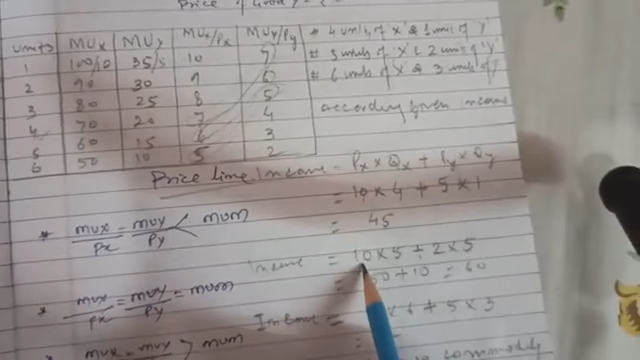 Price of Good
units MUx MUy MUx/Px MUy/Py
1 100/10 35/5 10 7
2 90 30 9 6
3 80 25 8 5
4 70 20 7 4
5 60 15 6 3
6 50 10 5 2
* 4 units of 'x' & 1 unit of 'y'
* 5 units of 'x' & 2 unit of 'y'
* 6 units of 'x' & 3 units of
according given income
Price line income = Px × Qx + Py × Qy
= 10 × 4 + 5 × 1
= 45
* MUx/Px = MUy/Py < MUM
Income = 10 × 5 + 2 × 5
= 50 + 10 = 60
* MUx/Px = MUy/Py = MUM
Income = × 6 + 5 × 3
=
* MUx = MUy > MUM
commodity